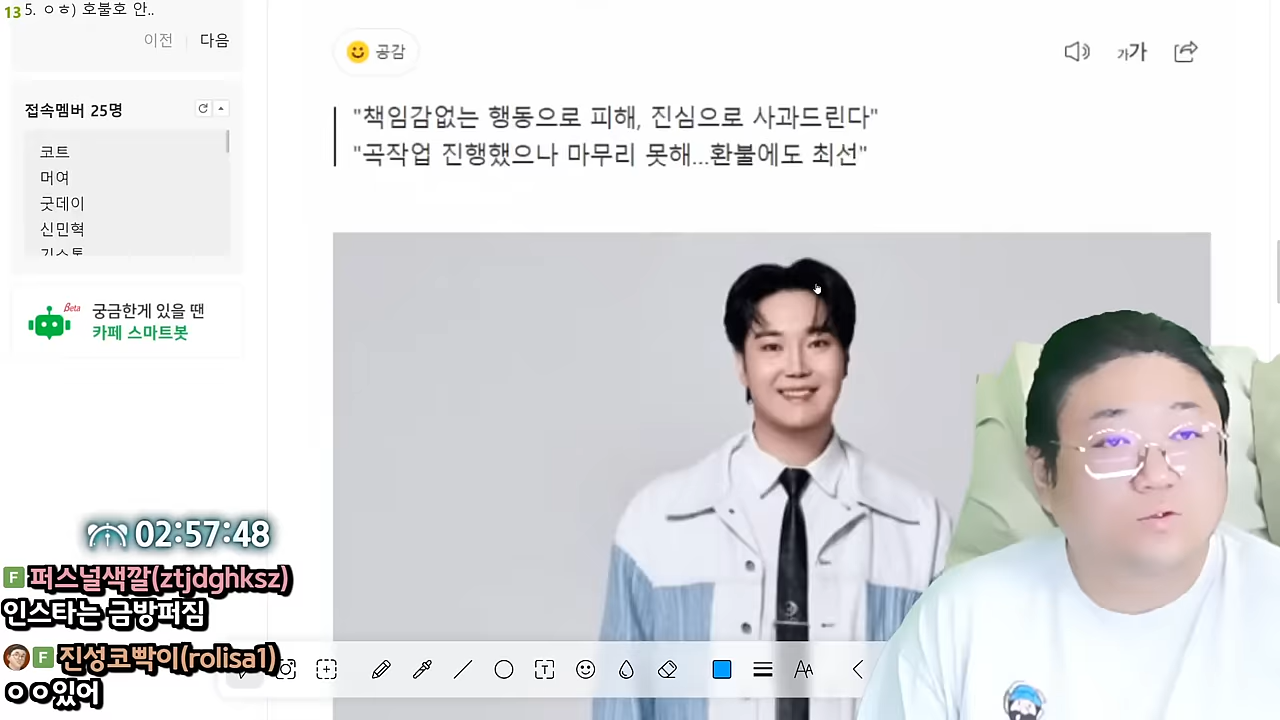 13 5. ㅇㅎ) 호불호 안..
이전 다음
접속멤버 25명
코트
머여
굿데이
신민혁
Beta
궁금한게 있을 땐
카페 스마트봇
공감
가가
"책임감없는 행동으로 피해, 진심으로 사과드린다"
"곡작업 진행했으나 마무리 못해...환불에도 최선"
02:57:48
F 퍼스널색깔(ztjdghksz)
인스타는 금방퍼짐
F 진성코빡이(rolisa1)
ㅇㅇ있어
T
AA